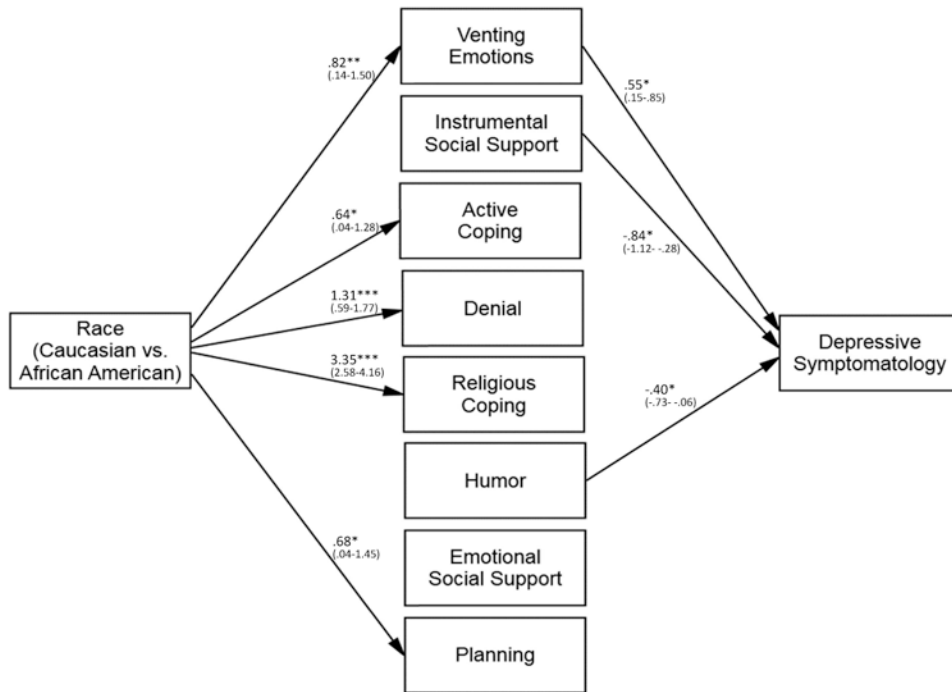 Venting
Emotions
.82**
(.14-1.50)
.55*
(.15-.85)
Instrumental
Social Support
.64*
(.04-1.28)
Active
Coping
-.84*
(-1.12- -.28)
1.31***
(.59-1.77)
Denial
Race
(Caucasian vs.
African American)
3.35***
(2.58-4.16)
Religious
Coping
Depressive
Symptomatology
-.40*
(-.73- -.06)
Humor
.68*
(.04-1.45)
Emotional
Social Support
Planning